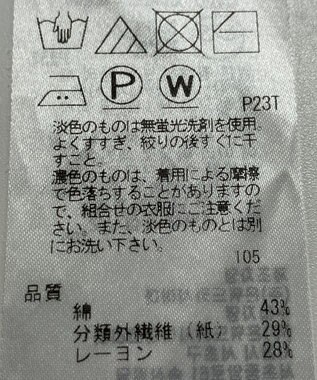 P W
P23T
淡色のものは無蛍光洗剤を使用。
よくすすぎ、絞りの後すぐに干
すこと。
濃色のものは、着用による摩擦
で色落ちすることがありますの
で、組合せの衣服にご注意くだ
さい。また、淡色のものとは別
にお洗い下さい。
105
品質
綿 43%
分類外繊維(紙) 29%
レーヨン 28%